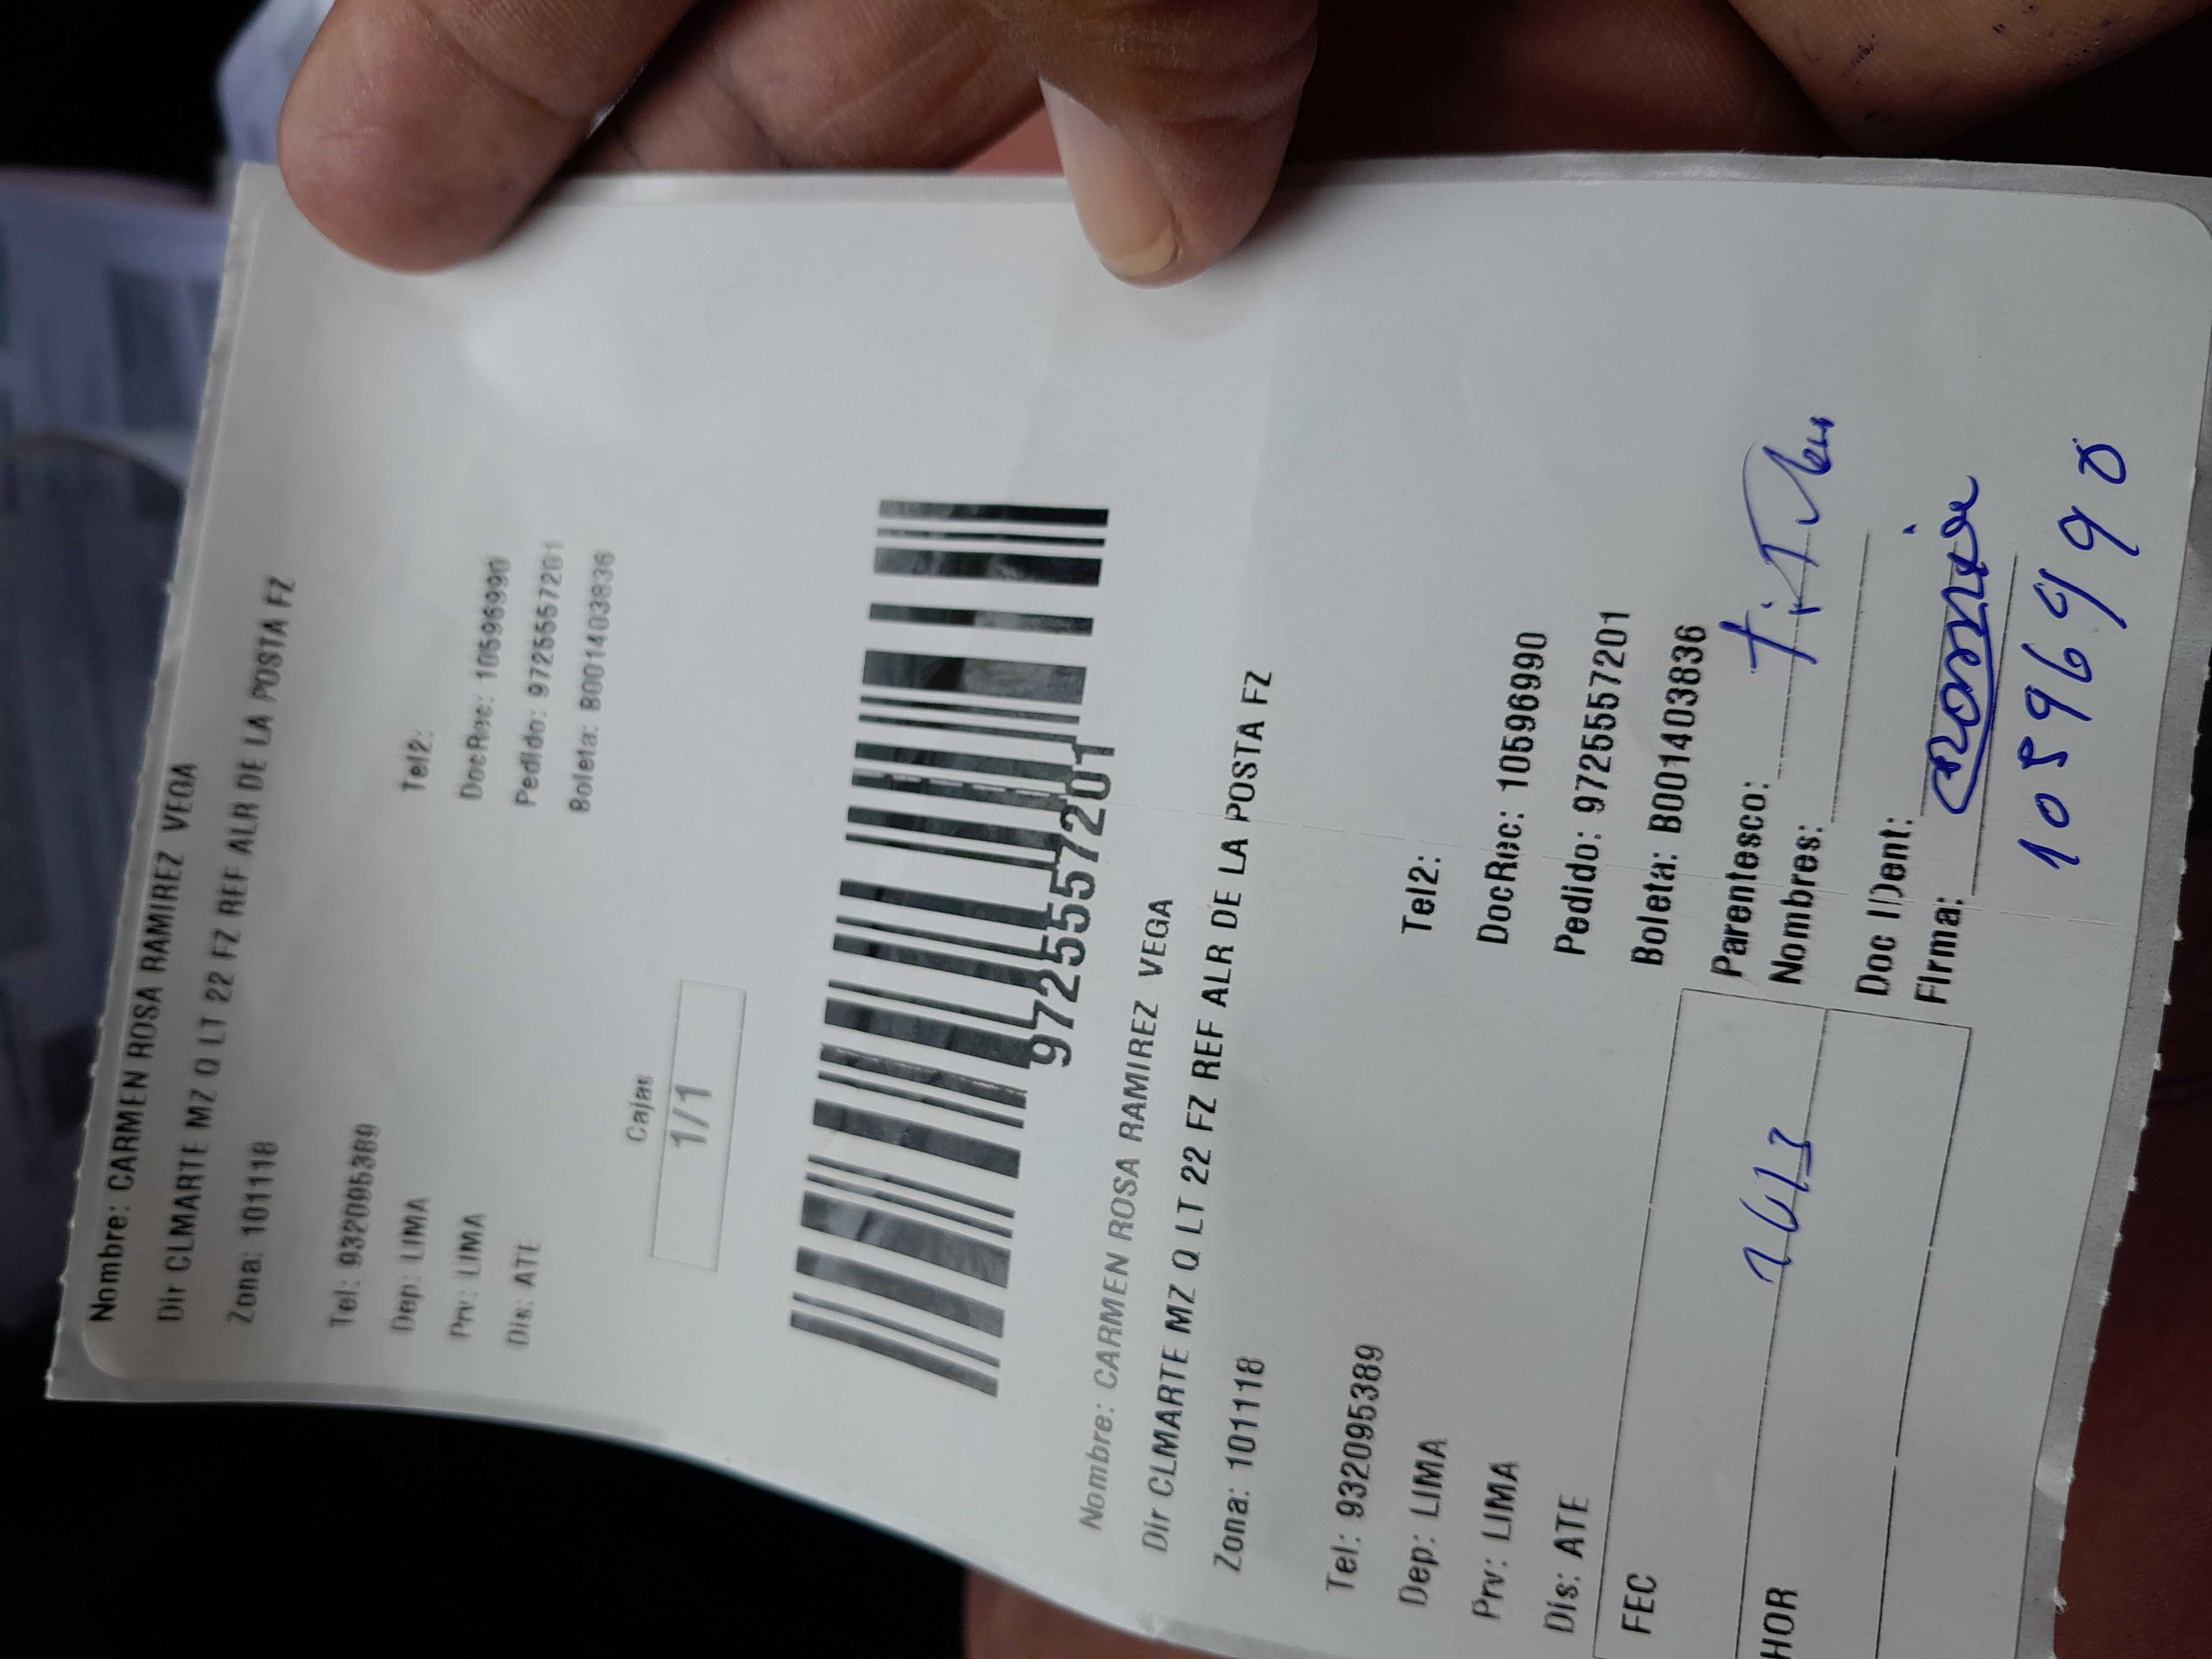 Nombre: CARMEN ROSA RAMIREZ VEGA
Dir CLMARTE MZ Q LT 22 FZ REF ALR DE LA POSTA FZ
Zona: 101118
Tel: 932095389
Tel2:
Dep: LIMA
DocRec: 10596990
Prv: LIMA
Pedido: 97255557201
Dis: ATE
Boleta: B001403836
Cajas
1/1
97255557201
Nombre: CARMEN ROSA RAMIREZ VEGA
Dir CLMARTE MZ Q LT 22 FZ REF ALR DE LA POSTA FZ
Zona: 101118
Tel: 932095389
Tel2:
Dep: LIMA
DocRec: 10596990
Prv: LIMA
Pedido: 97255557201
Dis: ATE
Boleta: B001403836
FEC
Parentesco:
Nombres:
HOR
Doc IDent:
Firma: